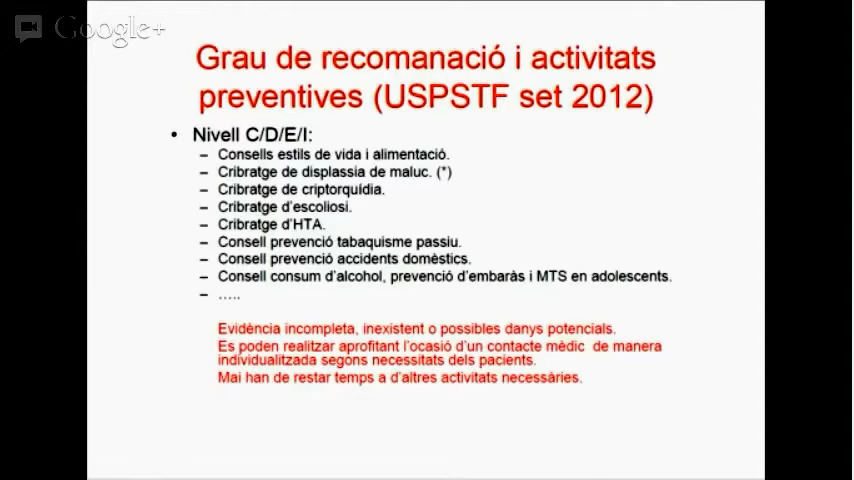 Google+
Grau de recomanació i activitats
preventives (USPSTF set 2012)
• Nivell C/D/E/I:
– Consells estils de vida i alimentació.
– Cribratge de displassia de maluc. (*)
– Cribratge de criptorquídia.
– Cribratge d'escoliosi.
– Cribratge d'HTA.
– Consell prevenció tabaquisme passiu.
– Consell prevenció accidents domèstics.
– Consell consum d'alcohol, prevenció d'embaràs i MTS en adolescents.
– .....
Evidència incompleta, inexistent o possibles danys potencials.
Es poden realitzar aprofitant l'ocasió d'un contacte mèdic de manera
individualitzada segons necessitats dels pacients.
Mai han de restar temps a d'altres activitats necessàries.